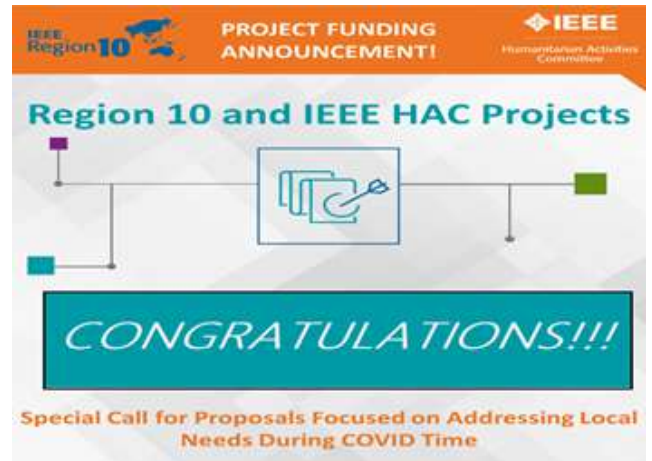 IEEE
Region 10
PROJECT FUNDING
ANNOUNCEMENT!
IEEE
Humanitarian Activities
Committee
Region 10 and IEEE HAC Projects
CONGRATULATIONS!!!
Special Call for Proposals Focused on Addressing Local
Needs During COVID Time